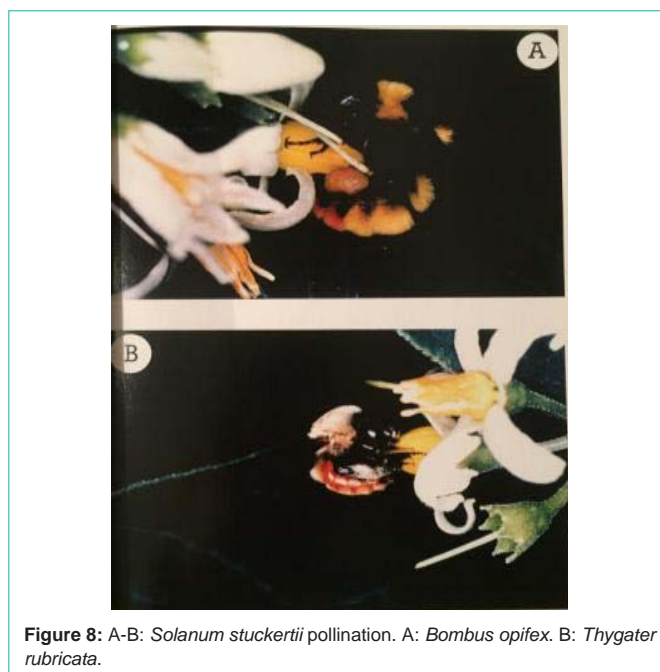 A
B
Figure 8: A-B: Solanum stuckertii pollination. A: Bombus opifex. B: Thygater
rubricata.